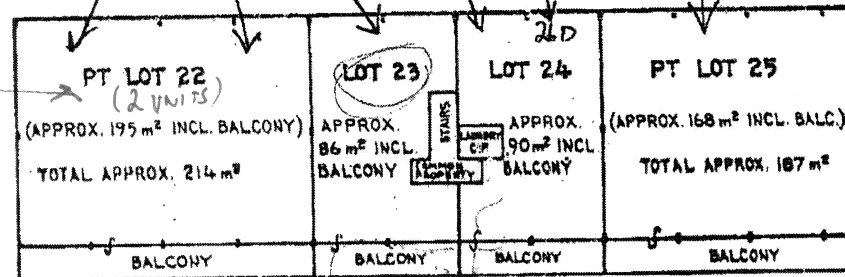 26D
PT LOT 22
(2 UNITS)
(APPROX. 195 m² INCL. BALCONY)
TOTAL APPROX. 214 m²
LOT 23
APPROX.
86 m² INCL.
BALCONY
STAIRS
COMMON
PROPERTY
LOT 24
LAUNDRY
C.P
APPROX.
90 m² INCL
BALCONY
PT LOT 25
(APPROX. 168 m² INCL. BALC.)
TOTAL APPROX. 187 m²
BALCONY
BALCONY
BALCONY
BALCONY